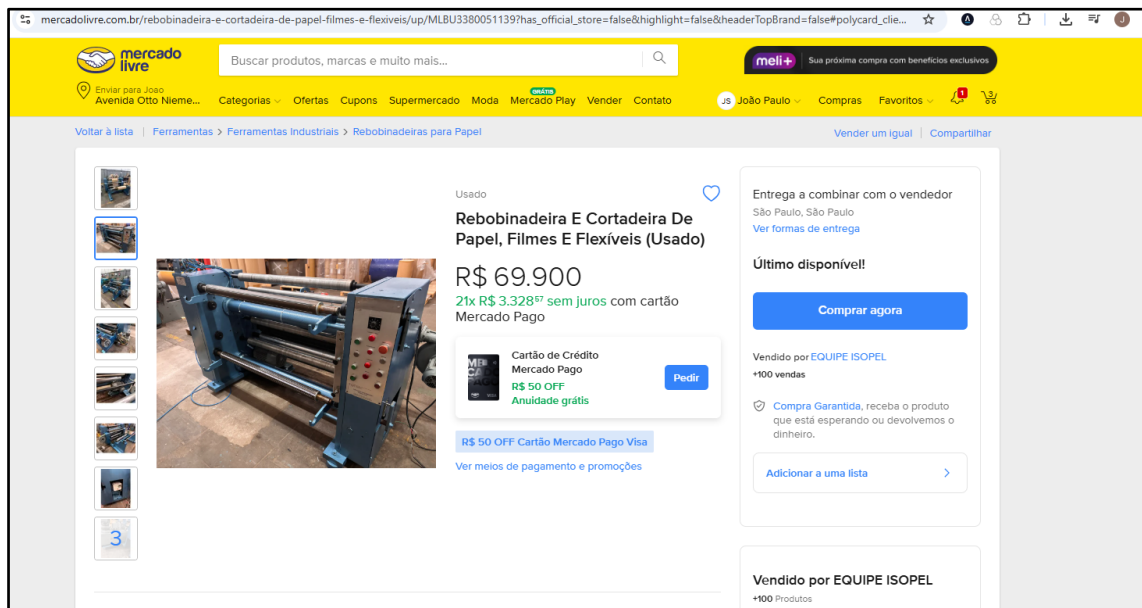 mercadolivre.com.br/rebobinadeira-e-cortadeira-de-papel-filmes-e-flexiveis/up/MLBU3380051139?has_official_store=false&highlight=false&headerTopBrand=false#polycard_clie...
J
mercado
livre
Buscar produtos, marcas e muito mais...
meli+ Sua próxima compra com benefícios exclusivos
Enviar para Joao
Avenida Otto Nieme...
Categorias
Ofertas
Cupons
Supermercado
Moda
GRÁTIS
Mercado Play
Vender
Contato
JS João Paulo
Compras
Favoritos
1
3
Voltar à lista | Ferramentas > Ferramentas Industriais > Rebobinadeiras para Papel
Vender um igual | Compartilhar
Usado
Rebobinadeira E Cortadeira De
Papel, Filmes E Flexíveis (Usado)
R$ 69.900
21x R$ 3.328⁵⁷ sem juros com cartão
Mercado Pago
Cartão de Crédito
Mercado Pago
R$ 50 OFF
Anuidade grátis
Pedir
R$ 50 OFF Cartão Mercado Pago Visa
Ver meios de pagamento e promoções
3
Entrega a combinar com o vendedor
São Paulo, São Paulo
Ver formas de entrega
Último disponível!
Comprar agora
Vendido por EQUIPE ISOPEL
+100 vendas
Compra Garantida, receba o produto
que está esperando ou devolvemos o
dinheiro.
Adicionar a uma lista
Vendido por EQUIPE ISOPEL
+100 Produtos